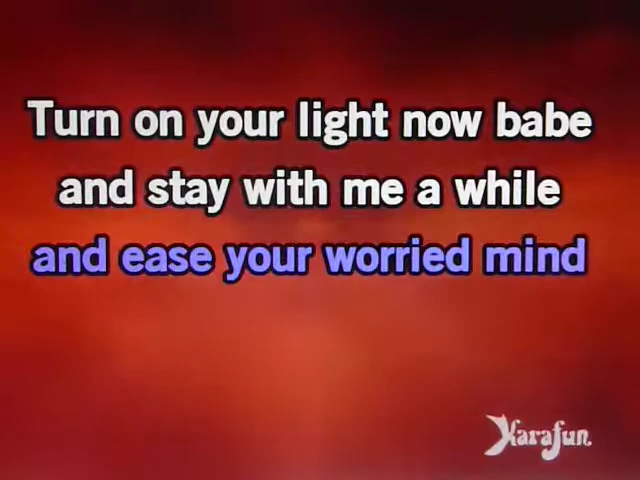 Turn on your light now babe
and stay with me a while
and ease your worried mind
Karafun